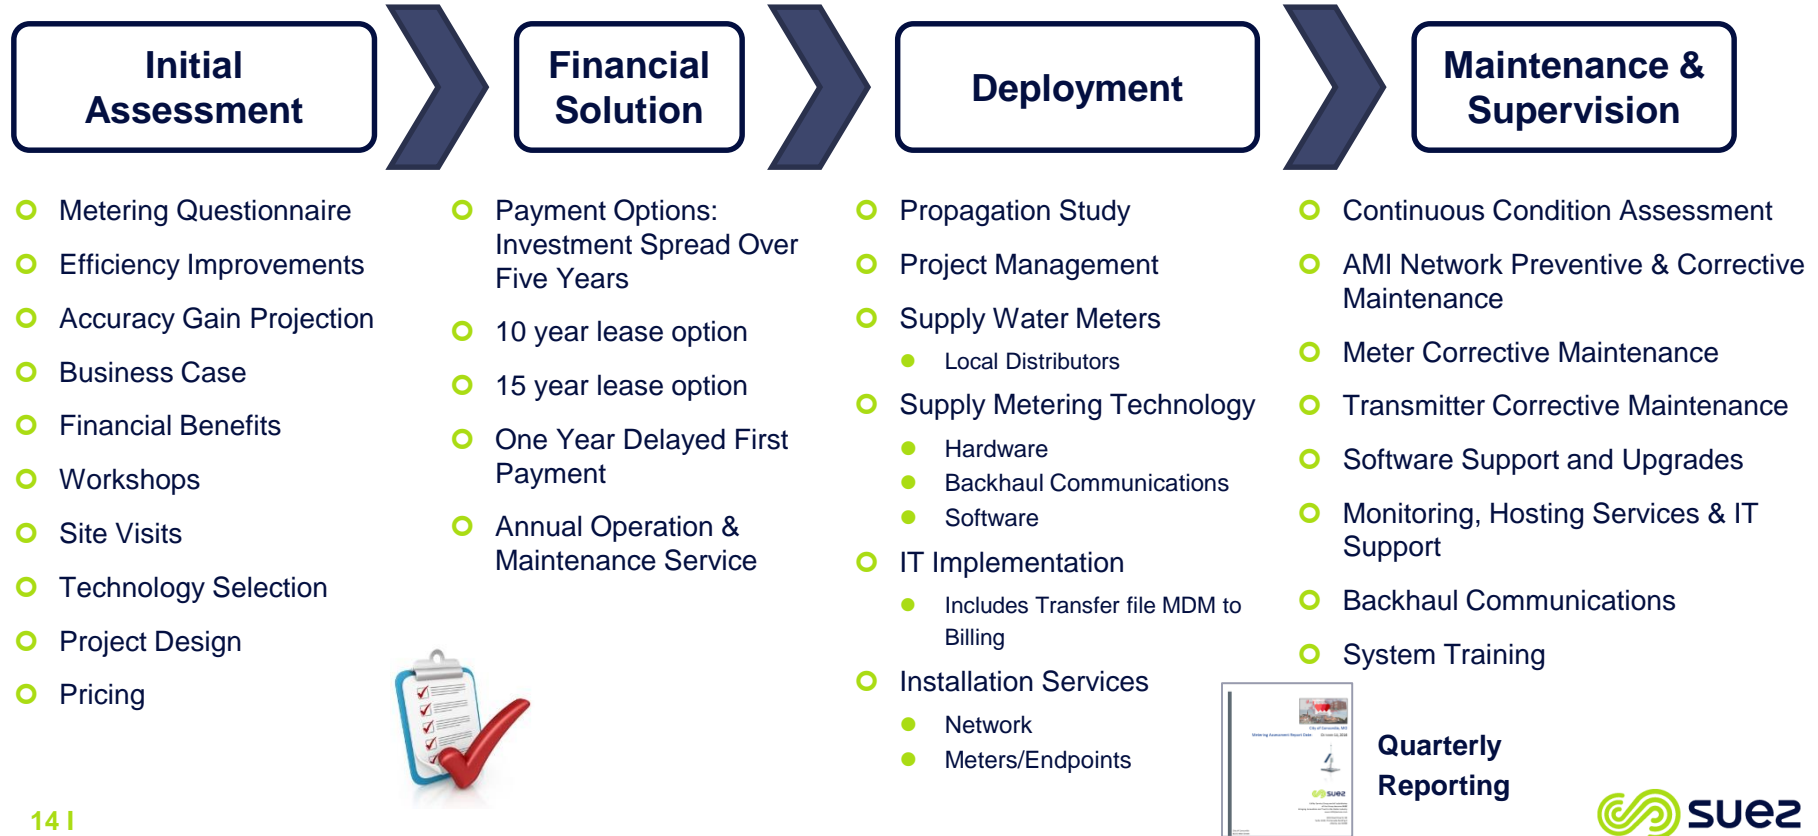 Initial
Assessment
Financial
Solution
Deployment
Maintenance &
Supervision
Metering Questionnaire
Efficiency Improvements
Accuracy Gain Projection
Business Case
Financial Benefits
Workshops
Site Visits
Technology Selection
Project Design
Pricing
Payment Options:
Investment Spread Over
Five Years
10 year lease option
15 year lease option
One Year Delayed First
Payment
Annual Operation &
Maintenance Service
Propagation Study
Project Management
Supply Water Meters
Local Distributors
Supply Metering Technology
Hardware
Backhaul Communications
Software
IT Implementation
Includes Transfer file MDM to
Billing
Installation Services
Network
Meters/Endpoints
Continuous Condition Assessment
AMI Network Preventive & Corrective
Maintenance
Meter Corrective Maintenance
Transmitter Corrective Maintenance
Software Support and Upgrades
Monitoring, Hosting Services & IT
Support
Backhaul Communications
System Training
Metering Assessment Report Date
suez
Quarterly
Reporting
14 I
suez